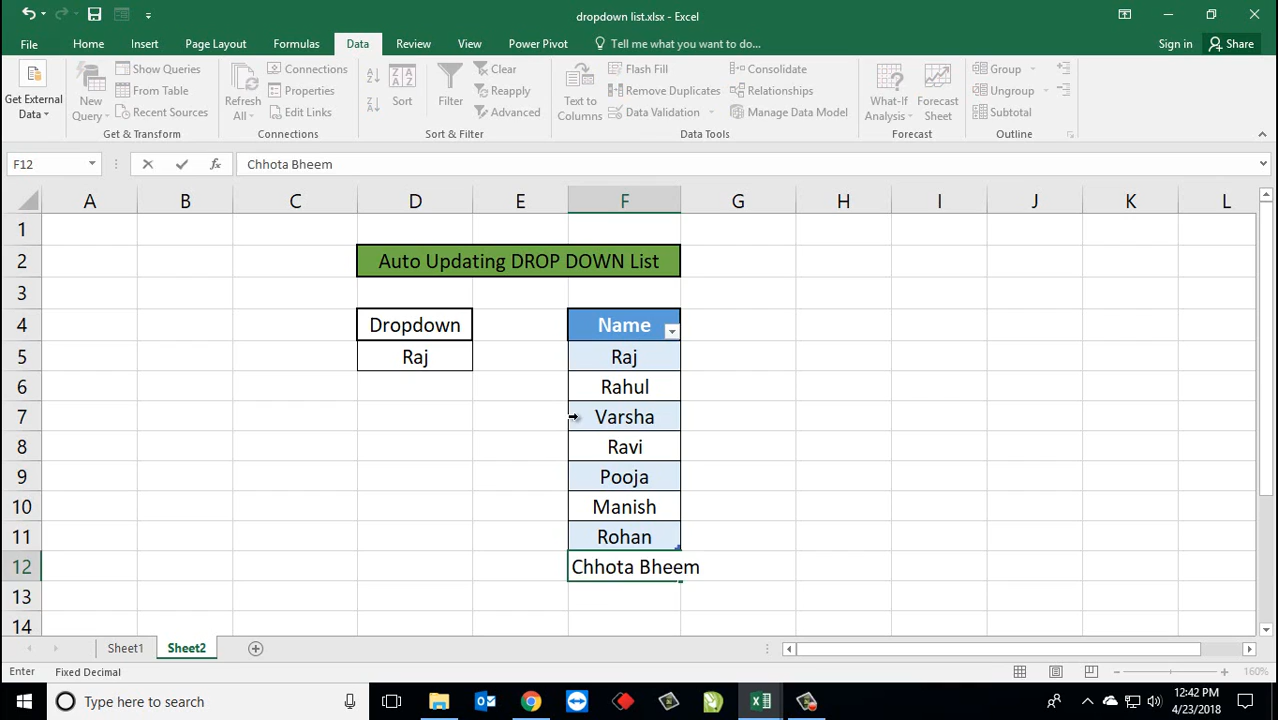 dropdown list.xlsx - Excel
File Home Insert Page Layout Formulas Data Review View Power Pivot Tell me what you want to do... Sign in Share
Get External Data
New Query
Show Queries
From Table
Recent Sources
Get & Transform
Refresh All
Connections
Properties
Edit Links
Connections
Sort
Filter
Clear
Reapply
Advanced
Sort & Filter
Text to Columns
Flash Fill
Remove Duplicates
Data Validation
Consolidate
Relationships
Manage Data Model
Data Tools
What-If Analysis
Forecast Sheet
Forecast
Group
Ungroup
Subtotal
Outline
F12 fx Chhota Bheem
A B C D E F G H I J K L
1
2 Auto Updating DROP DOWN List
3
4 Dropdown Name
5 Raj Raj
6 Rahul
7 Varsha
8 Ravi
9 Pooja
10 Manish
11 Rohan
12 Chhota Bheem
13
14
Sheet1 Sheet2
Enter Fixed Decimal 160%
Type here to search 12:42 PM
4/23/2018